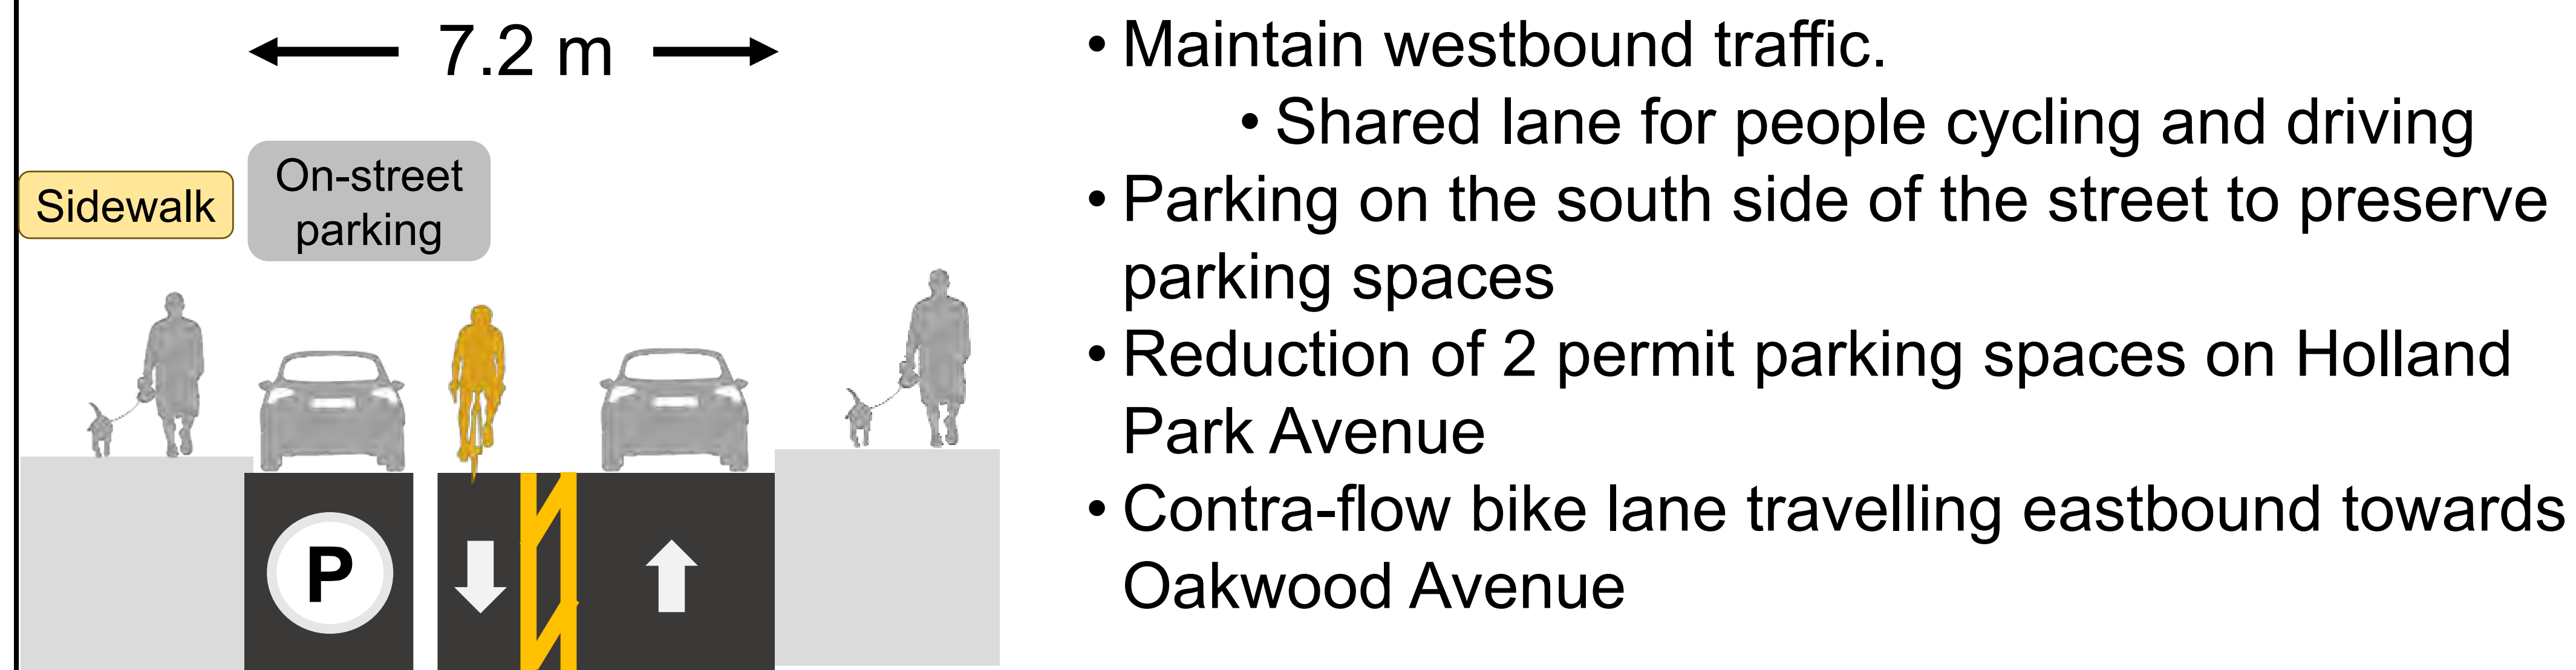 7.2 m
Sidewalk
On-street
parking
P
• Maintain westbound traffic.
• Shared lane for people cycling and driving
• Parking on the south side of the street to preserve
parking spaces
• Reduction of 2 permit parking spaces on Holland
Park Avenue
• Contra-flow bike lane travelling eastbound towards
Oakwood Avenue